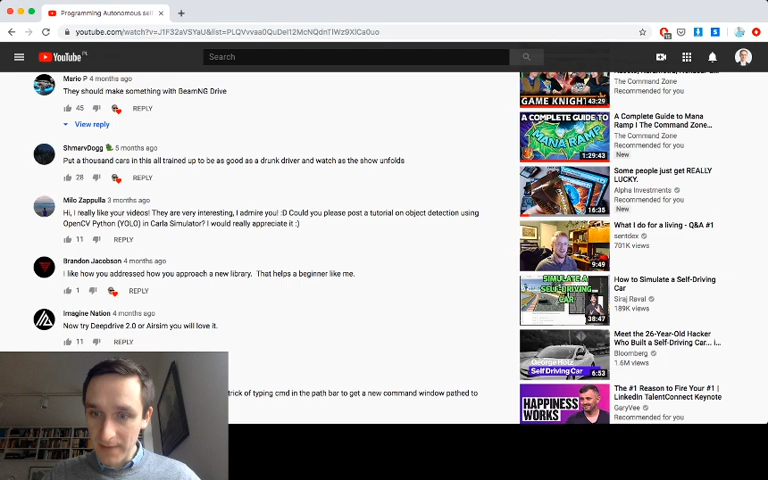 Programming Autonomous self
youtube.com/watch?v=J1F32aVSYaU&list=PLQVvvaa0QuDeI12McNQdnTlWz9XlCa0uo
YouTube PL
Search
Merio P 4 months ago
They should make something with BeamNG Drive
45 REPLY
View reply
ShmarvDogg 5 months ago
Put a thousand cars in this all trained up to be as good as a drunk driver and watch as the show unfolds
28 REPLY
Milo Zappulla 3 months ago
Hi, I really like your videos! They are very interesting, I admire you! :D Could you please post a tutorial on object detection using
OpenCV Python (YOLO) in Carla Simulator? I would really appreciate it :)
11 REPLY
Brandon Jacobson 4 months ago
I like how you addressed how you approach a new library. That helps a beginner like me.
1 REPLY
Imagine Nation 4 months ago
Now try Deepdrive 2.0 or Airsim you will love it.
11 REPLY
trick of typing cmd in the path bar to get a new command window pathed to
GAME KNIGHT
43:29
The Command Zone
Recommended for you
A COMPLETE GUIDE TO
MANA RAMP
1:29:43
A Complete Guide to Mana
Ramp l The Command Zone...
The Command Zone
Recommended for you
New
16:35
Some people just get REALLY
LUCKY.
Alpha Investments
Recommended for you
New
9:49
What I do for a living - Q&A #1
sentdex
701K views
SIMULATE A
SELF-DRIVING
CAR
38:47
How to Simulate a Self-Driving
Car
Siraj Raval
189K views
George Hotz
Self Driving Car
6:53
Meet the 26-Year-Old Hacker
Who Built a Self-Driving Car... i...
Bloomberg
1.6M views
HAPPINESS
WORKS
The #1 Reason to Fire Your #1 |
LinkedIn TalentConnect Keynote
GaryVee
Recommended for you